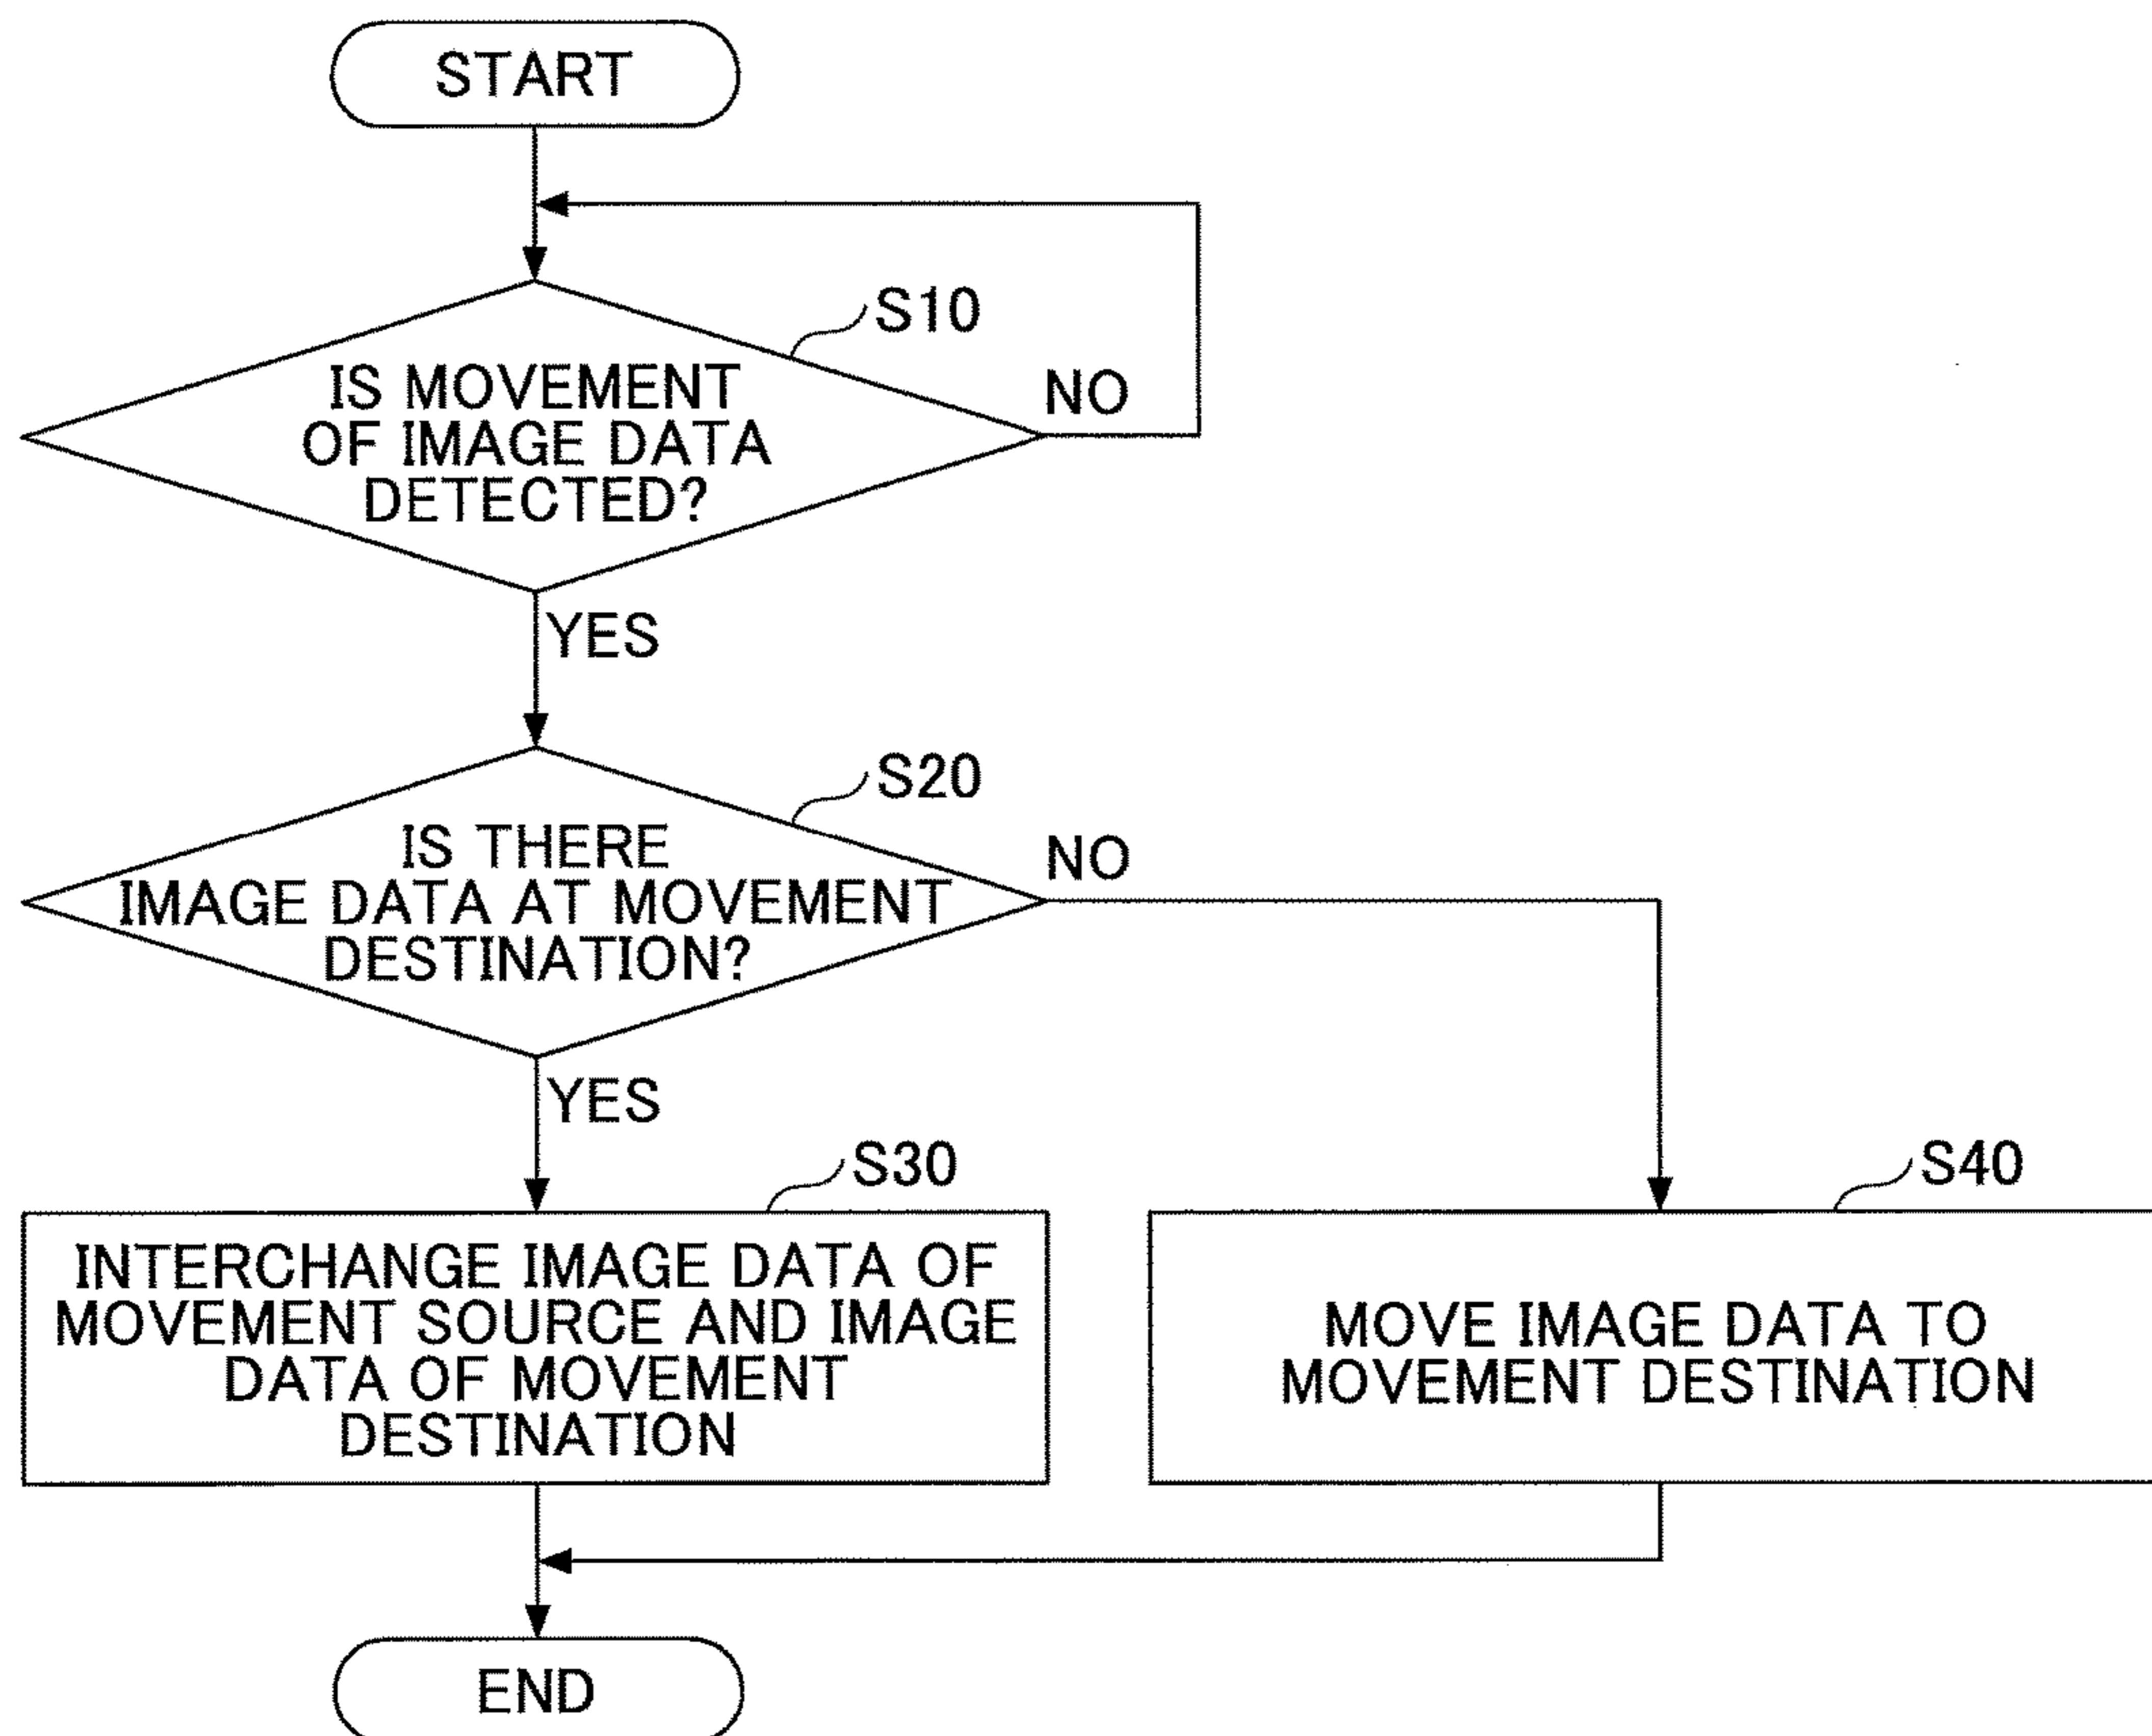 START
S10
IS MOVEMENT
OF IMAGE DATA
DETECTED?
NO
YES
S20
IS THERE
IMAGE DATA AT MOVEMENT
DESTINATION?
NO
YES
S30
INTERCHANGE IMAGE DATA OF
MOVEMENT SOURCE AND IMAGE
DATA OF MOVEMENT
DESTINATION
S40
MOVE IMAGE DATA TO
MOVEMENT DESTINATION
END